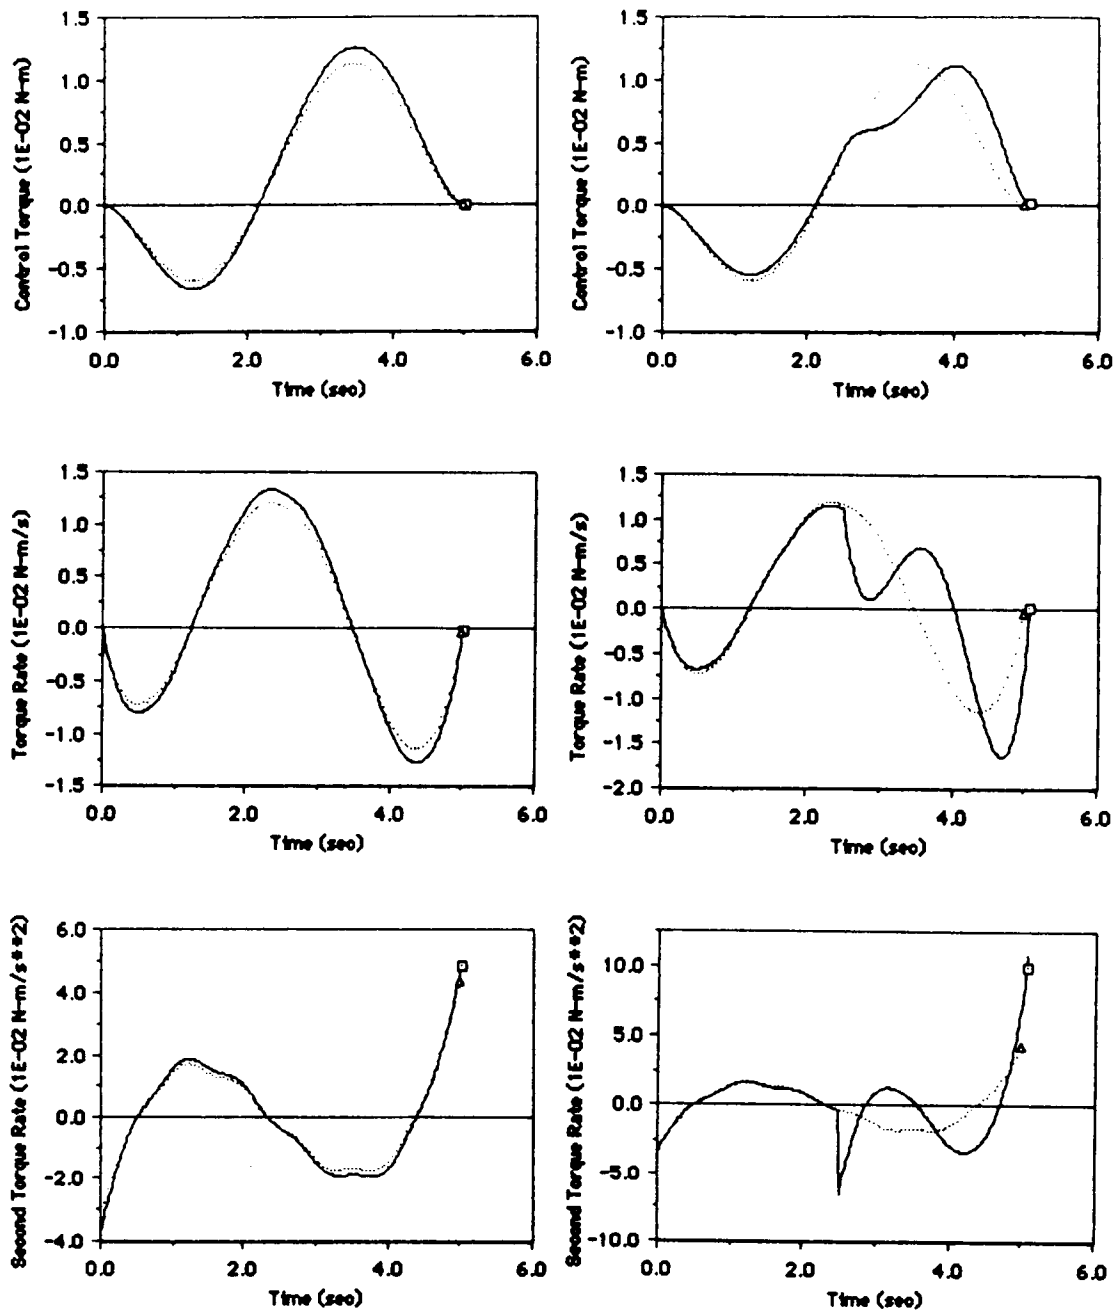 Control Torque (1E-02 N-m)
1.5
1.0
0.5
0.0
-0.5
-1.0
0.0 2.0 4.0 6.0
Time (sec)
Control Torque (1E-02 N-m)
1.5
1.0
0.5
0.0
-0.5
-1.0
0.0 2.0 4.0 6.0
Time (sec)
Torque Rate (1E-02 N-m/s)
1.5
1.0
0.5
0.0
-0.5
-1.0
-1.5
0.0 2.0 4.0 6.0
Time (sec)
Torque Rate (1E-02 N-m/s)
1.5
1.0
0.5
0.0
-0.5
-1.0
-1.5
-2.0
0.0 2.0 4.0 6.0
Time (sec)
Second Torque Rate (1E-02 N-m/s**2)
6.0
4.0
2.0
0.0
-2.0
-4.0
0.0 2.0 4.0 6.0
Time (sec)
Second Torque Rate (1E-02 N-m/s**2)
10.0
5.0
0.0
-5.0
-10.0
0.0 2.0 4.0 6.0
Time (sec)